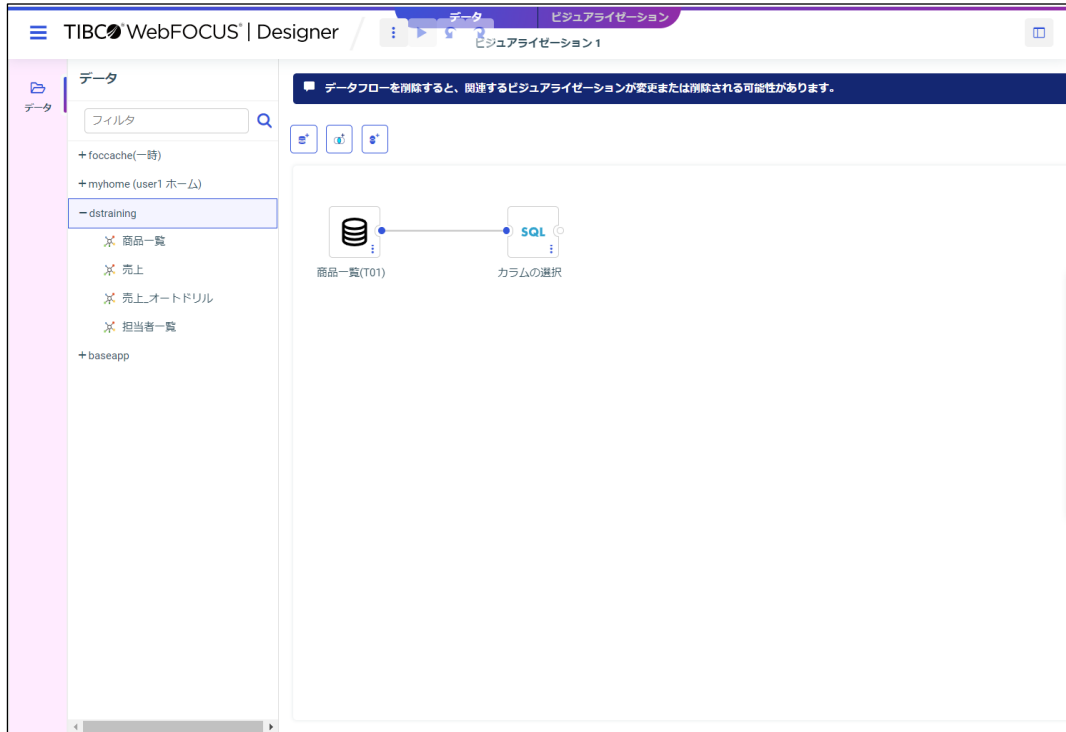 データ
ビジュアライゼーション
TIBCO® WebFOCUS® | Designer
ビジュアライゼーション 1
データ
データ
フィルタ
+ foccache(一時)
+ myhome (user1 ホーム)
− dstraining
商品一覧
売上
売上_オートドリル
担当者一覧
+ baseapp
データフローを削除すると、関連するビジュアライゼーションが変更または削除される可能性があります。
SQL
商品一覧(T01)
カラムの選択